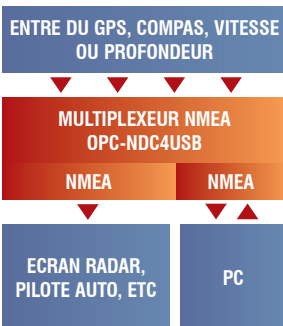 ENTRE DU GPS, COMPAS, VITESSE
OU PROFONDEUR
MULTIPLEXEUR NMEA
OPC-NDC4USB
NMEA
NMEA
ECRAN RADAR,
PILOTE AUTO, ETC
PC